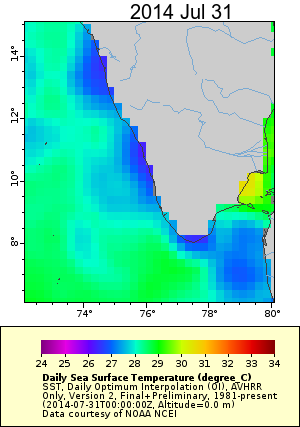 2014 Jul 31
14°
12°
10°
8°
74° 76° 78° 80°
24 25 26 27 28 29 30 31 32 33 34
Daily Sea Surface Temperature (degree_C)
SST, Daily Optimum Interpolation (OI), AVHRR
Only, Version 2, Final+Preliminary, 1981-present
(2014-07-31T00:00:00Z, Altitude=0.0 m)
Data courtesy of NOAA NCEI